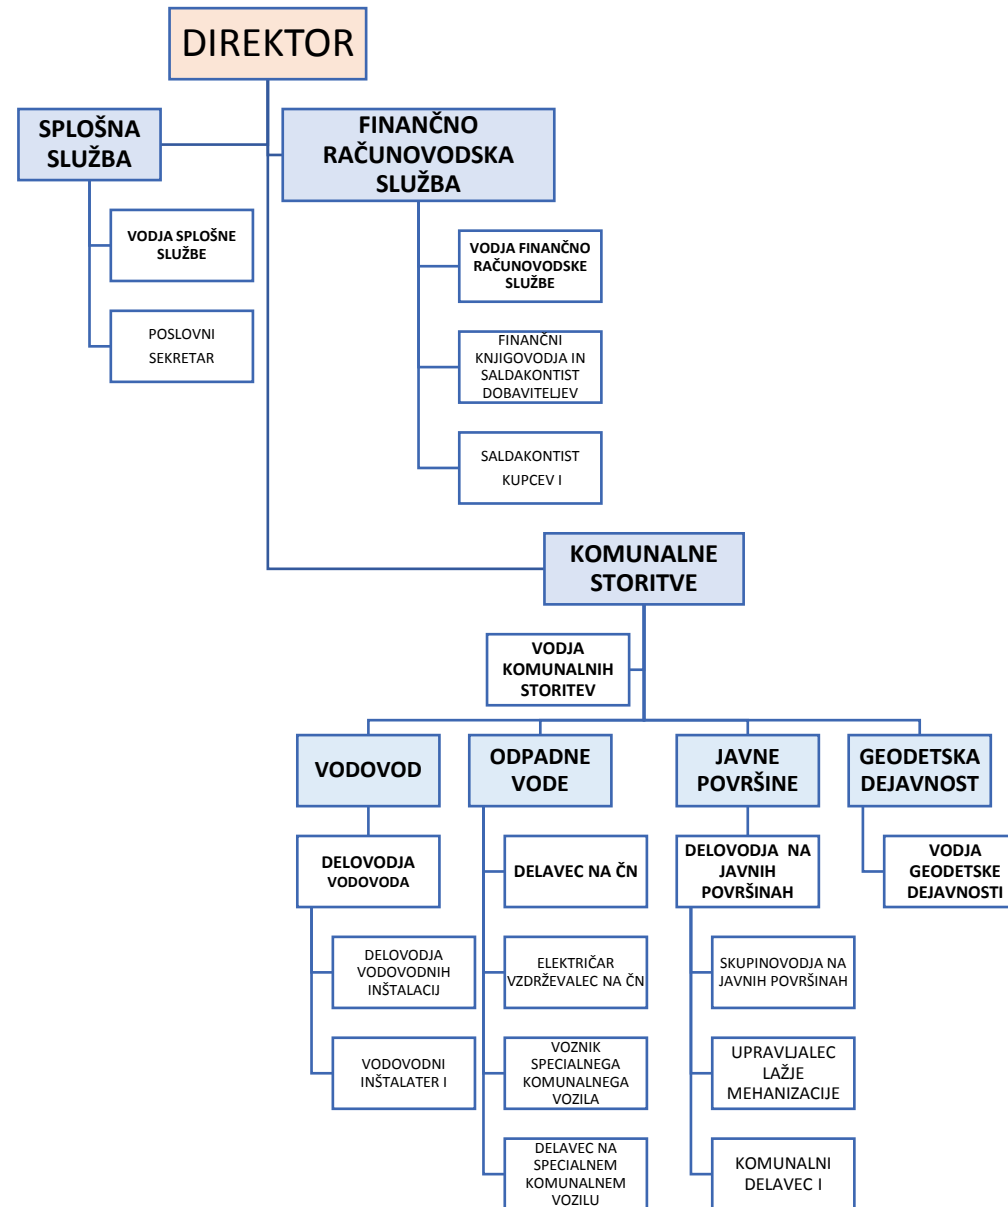 DIREKTOR
SPLOŠNA
SLUŽBA
FINANČNO
RAČUNOVODSKA
SLUŽBA
VODJA SPLOŠNE
SLUŽBE
POSLOVNI
SEKRETAR
VODJA FINANČNO
RAČUNOVODSKE
SLUŽBE
FINANČNI
KNJIGOVODJA IN
SALDAKONTIST
DOBAVITELJEV
SALDAKONTIST
KUPCEV I
KOMUNALNE
STORITVE
VODJA
KOMUNALNIH
STORITEV
VODOVOD
DELOVODJA
VODOVODA
DELOVODJA
VODOVODNIH
INŠTALACIJ
VODOVODNI
INŠTALATER I
ODPADNE
VODE
DELAVEC NA ČN
ELEKTRIČAR
VZDRŽEVALEC NA ČN
VOZNIK
SPECIALNEGA
KOMUNALNEGA
VOZILA
DELAVEC NA
SPECIALNEM
KOMUNALNEM
VOZILU
JAVNE
POVRŠINE
DELOVODJA NA
JAVNIH
POVRŠINAH
SKUPINOVODJA NA
JAVNIH POVRŠINAH
UPRAVLJALEC
LAŽJE
MEHANIZACIJE
KOMUNALNI
DELAVEC I
GEODETSKA
DEJAVNOST
VODJA
GEODETSKE
DEJAVNOSTI